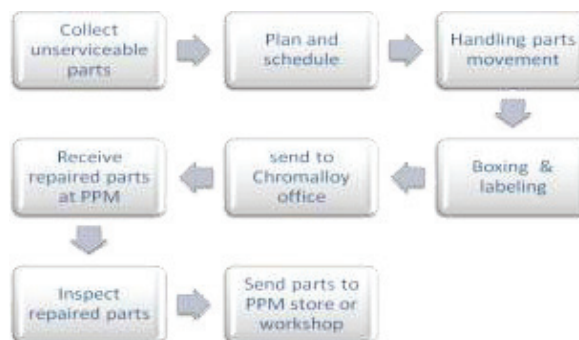 Collect
unserviceable
parts
Plan and
schedule
Handling parts
movement
Boxing &
labeling
send to
Chromalloy
office
Receive
repaired parts
at PPM
Inspect
repaired parts
Send parts to
PPM store or
workshop